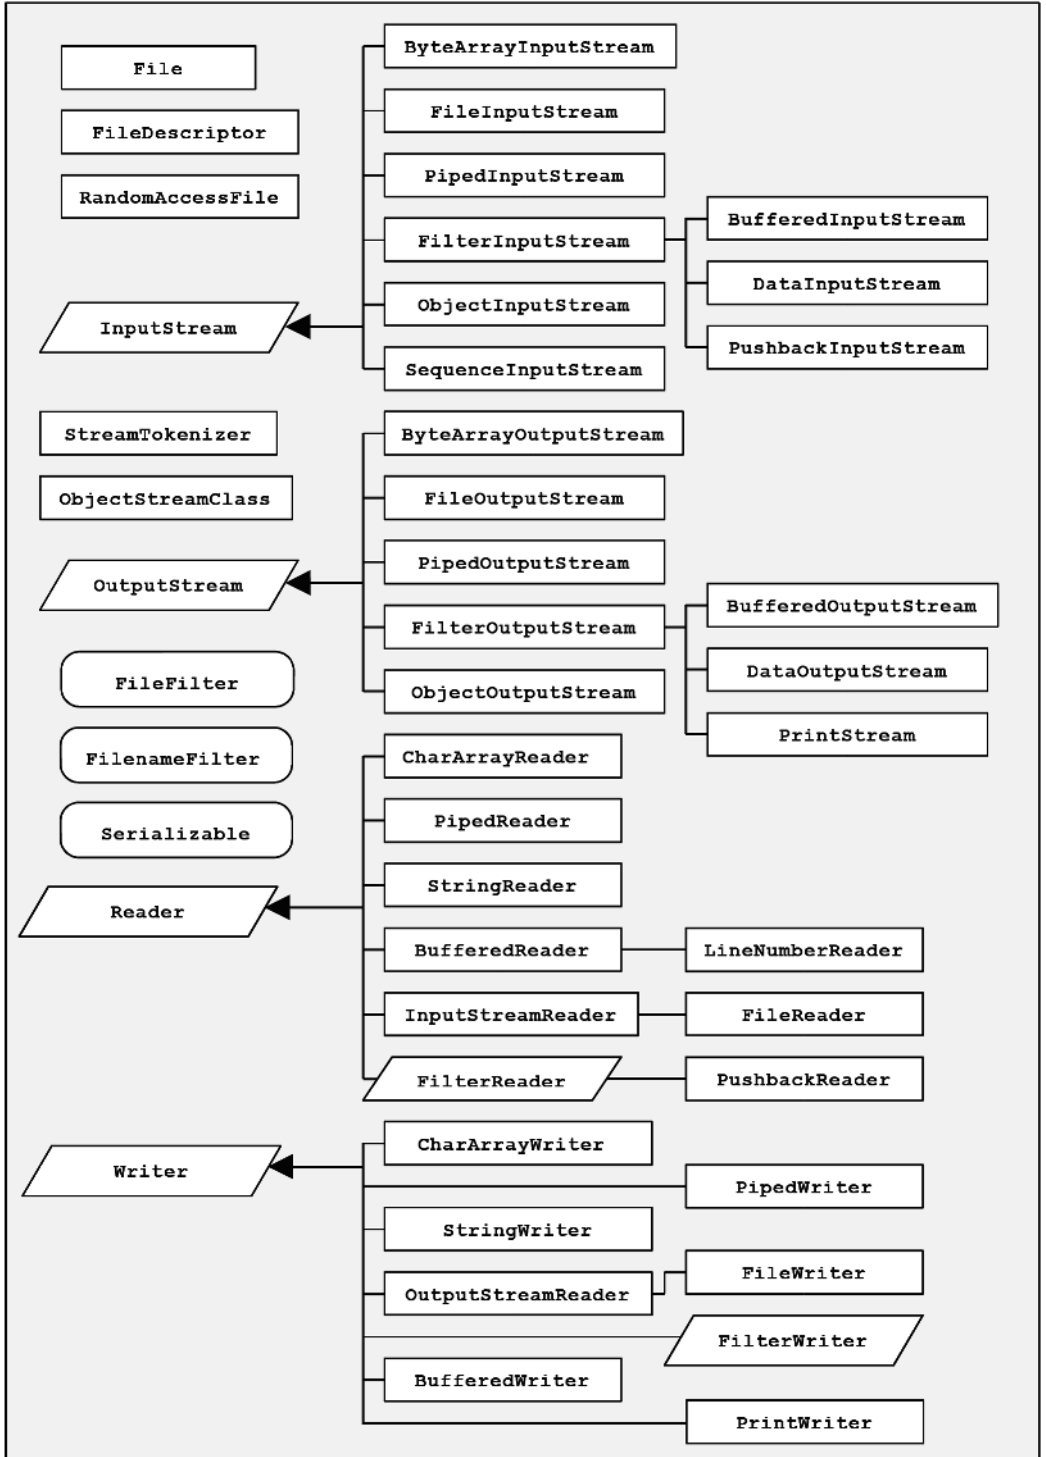 File
FileDescriptor
RandomAccessFile
InputStream
ByteArrayInputStream
FileInputStream
PipedInputStream
FilterInputStream
ObjectInputStream
SequenceInputStream
BufferedInputStream
DataInputStream
PushbackInputStream
StreamTokenizer
ObjectStreamClass
OutputStream
ByteArrayOutputStream
FileOutputStream
PipedOutputStream
FilterOutputStream
ObjectOutputStream
BufferedOutputStream
DataOutputStream
PrintStream
FileFilter
FilenameFilter
Serializable
Reader
CharArrayReader
PipedReader
StringReader
BufferedReader
LineNumberReader
InputStreamReader
FileReader
FilterReader
PushbackReader
Writer
CharArrayWriter
PipedWriter
StringWriter
OutputStreamReader
FileWriter
FilterWriter
BufferedWriter
PrintWriter